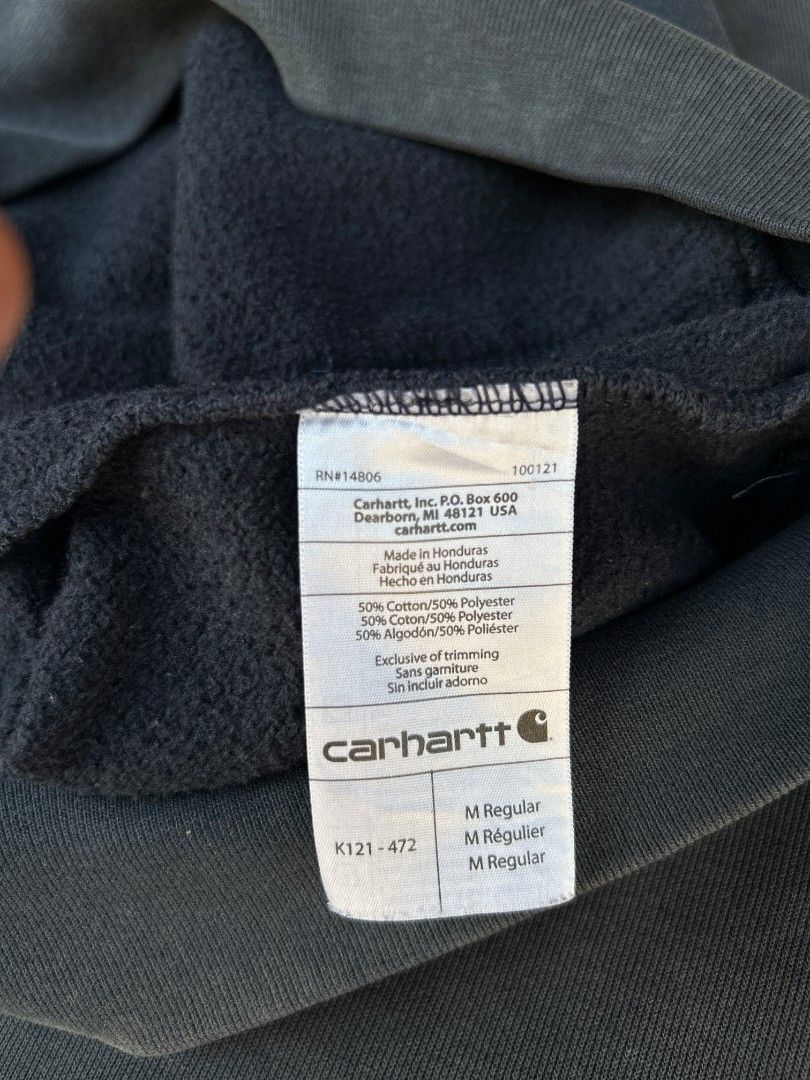 RN#14806 100121
Carhartt, Inc. P.O. Box 600
Dearborn, MI 48121 USA
carhartt.com
Made in Honduras
Fabriqué au Honduras
Hecho en Honduras
50% Cotton/50% Polyester
50% Coton/50% Polyester
50% Algodón/50% Poliéster
Exclusive of trimming
Sans garniture
Sin incluir adorno
carhartt
K121 - 472
M Regular
M Régulier
M Regular